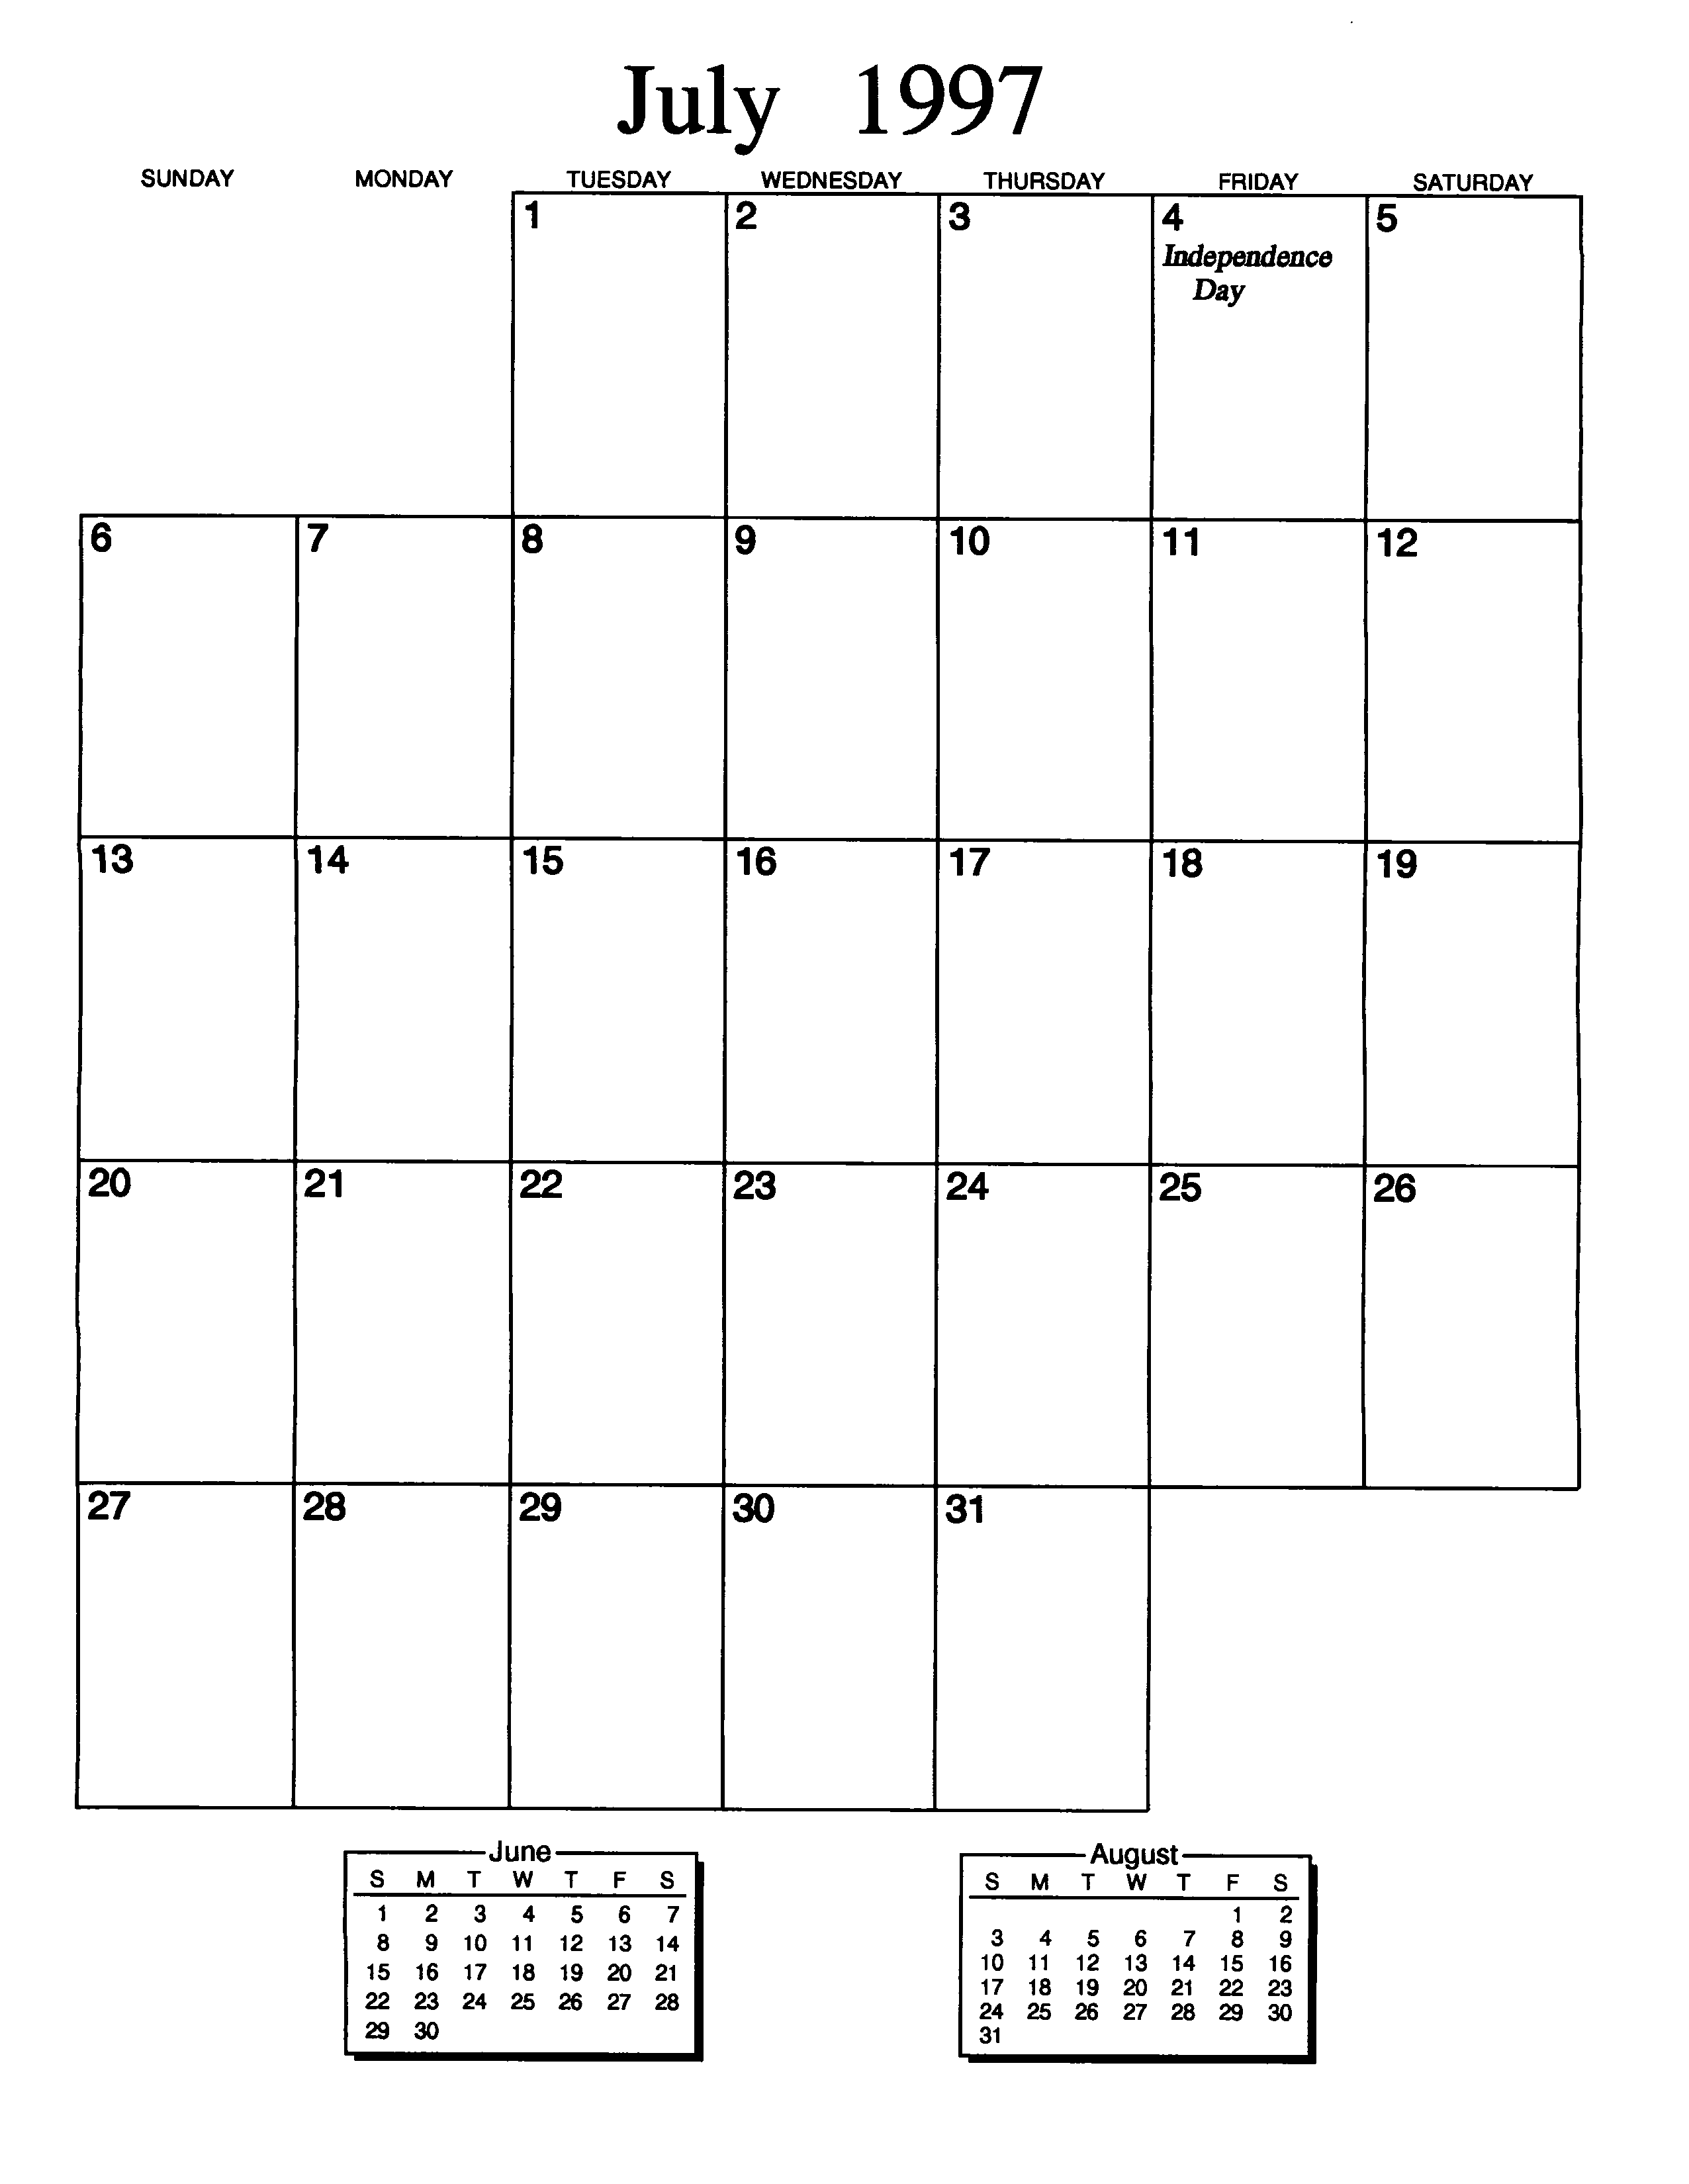 July 1997
SUNDAY MONDAY TUESDAY WEDNESDAY THURSDAY FRIDAY SATURDAY
1 2 3 4 5
Independence
Day
6 7 8 9 10 11 12
13 14 15 16 17 18 19
20 21 22 23 24 25 26
27 28 29 30 31
June
S M T W T F S
1 2 3 4 5 6 7
8 9 10 11 12 13 14
15 16 17 18 19 20 21
22 23 24 25 26 27 28
29 30
August
S M T W T F S
1 2
3 4 5 6 7 8 9
10 11 12 13 14 15 16
17 18 19 20 21 22 23
24 25 26 27 28 29 30
31